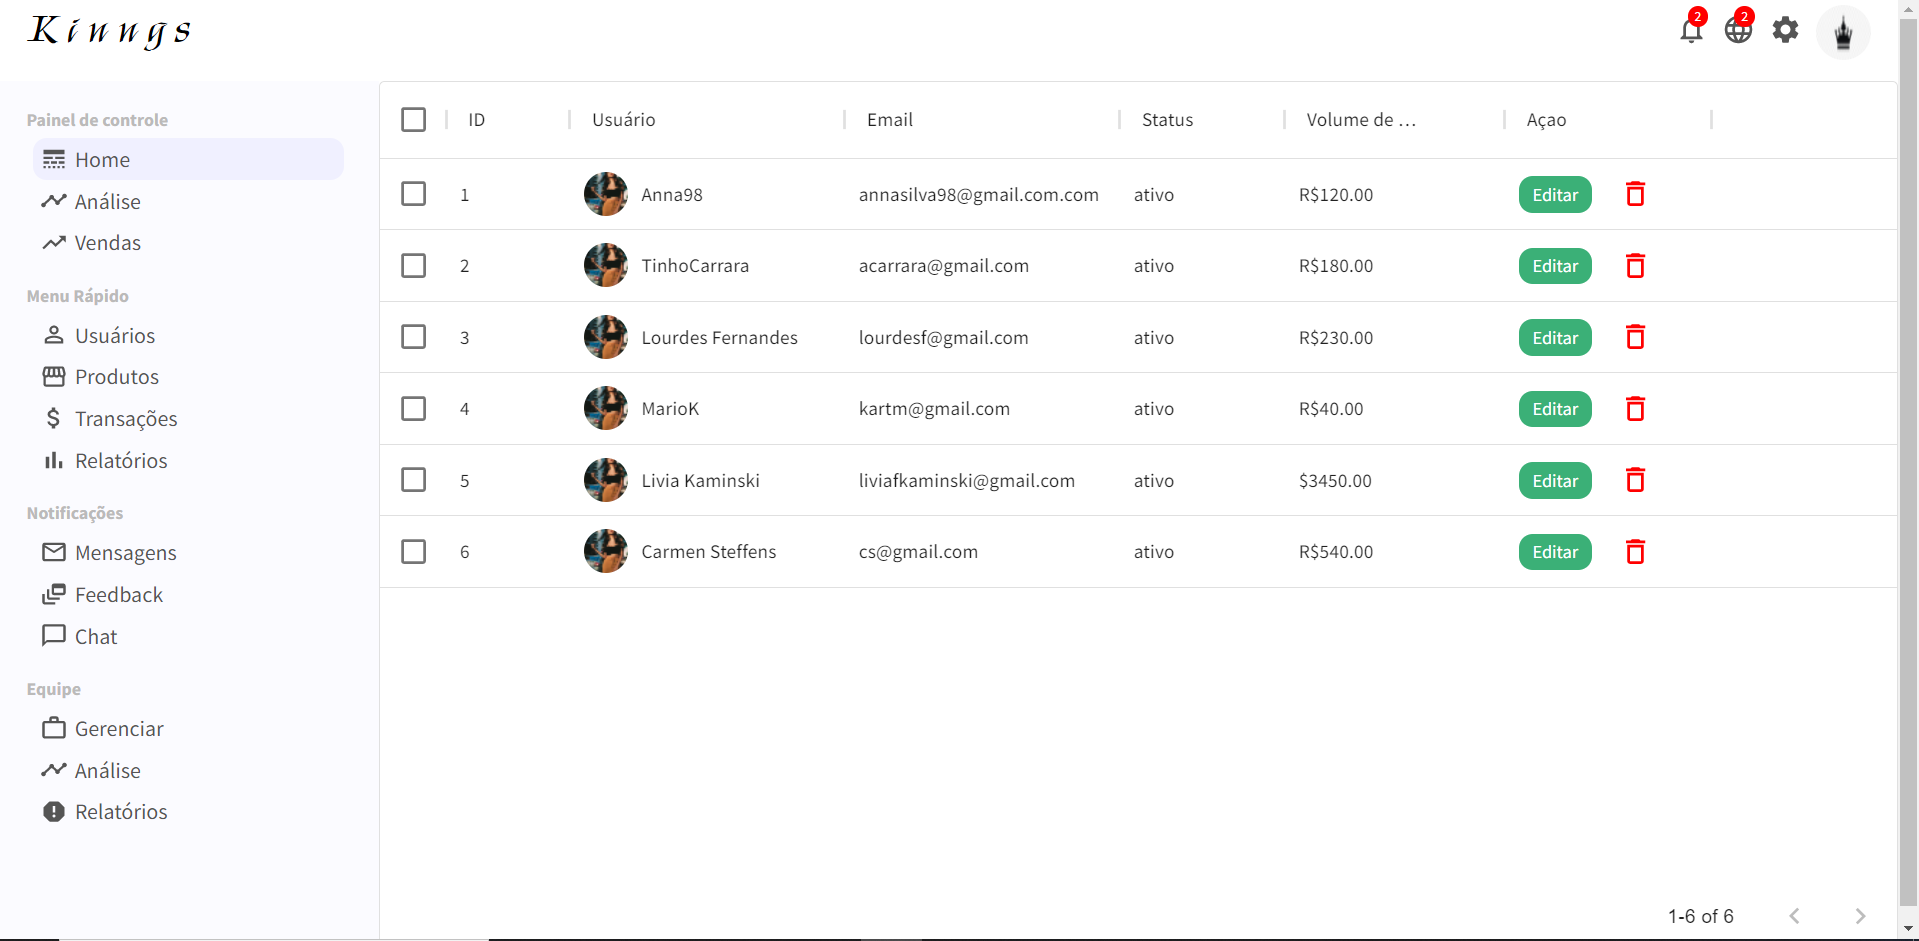 Kinngs
2
2
Painel de controle
Home
Análise
Vendas
Menu Rápido
Usuários
Produtos
Transações
Relatórios
Notificações
Mensagens
Feedback
Chat
Equipe
Gerenciar
Análise
Relatórios
ID Usuário Email Status Volume de ... Açao
1 Anna98 annasilva98@gmail.com.com ativo R$120.00 Editar
2 TinhoCarrara acarrara@gmail.com ativo R$180.00 Editar
3 Lourdes Fernandes lourdesf@gmail.com ativo R$230.00 Editar
4 MarioK kartm@gmail.com ativo R$40.00 Editar
5 Livia Kaminski liviafkaminski@gmail.com ativo $3450.00 Editar
6 Carmen Steffens cs@gmail.com ativo R$540.00 Editar
1-6 of 6